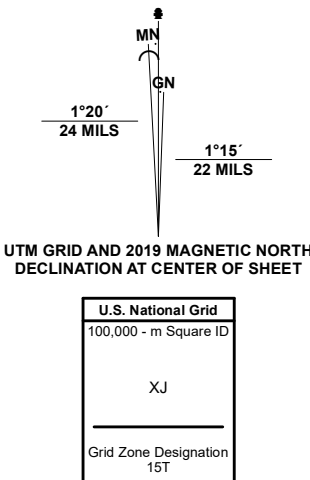 MN
GN
1°20´
24 MILS
1°15´
22 MILS
UTM GRID AND 2019 MAGNETIC NORTH
DECLINATION AT CENTER OF SHEET
U.S. National Grid
100,000 - m Square ID
XJ
Grid Zone Designation
15T